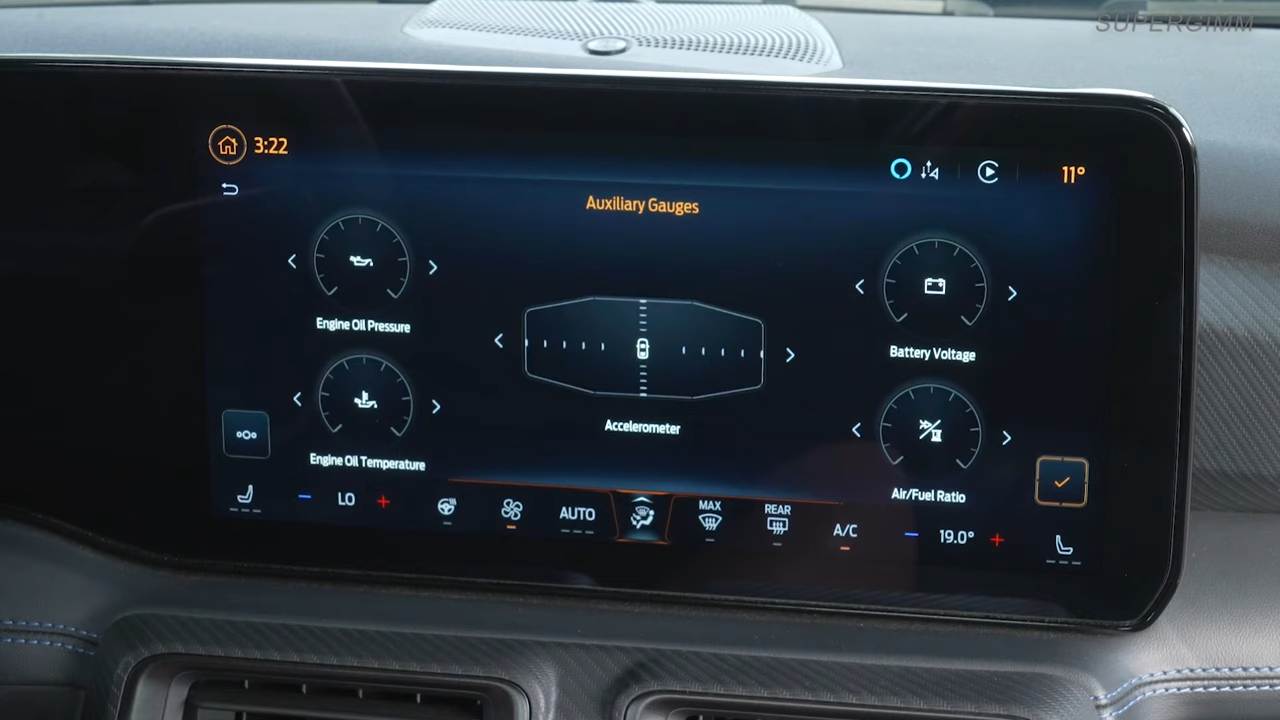 SUPERGIMM
3:22
11°
Auxiliary Gauges
Engine Oil Pressure
Battery Voltage
Accelerometer
Engine Oil Temperature
Air/Fuel Ratio
LO
AUTO
MAX
REAR
A/C
19.0°